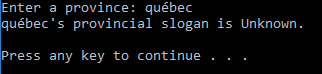 Enter a province: québec
québec's provincial slogan is Unknown.
Press any key to continue . . .